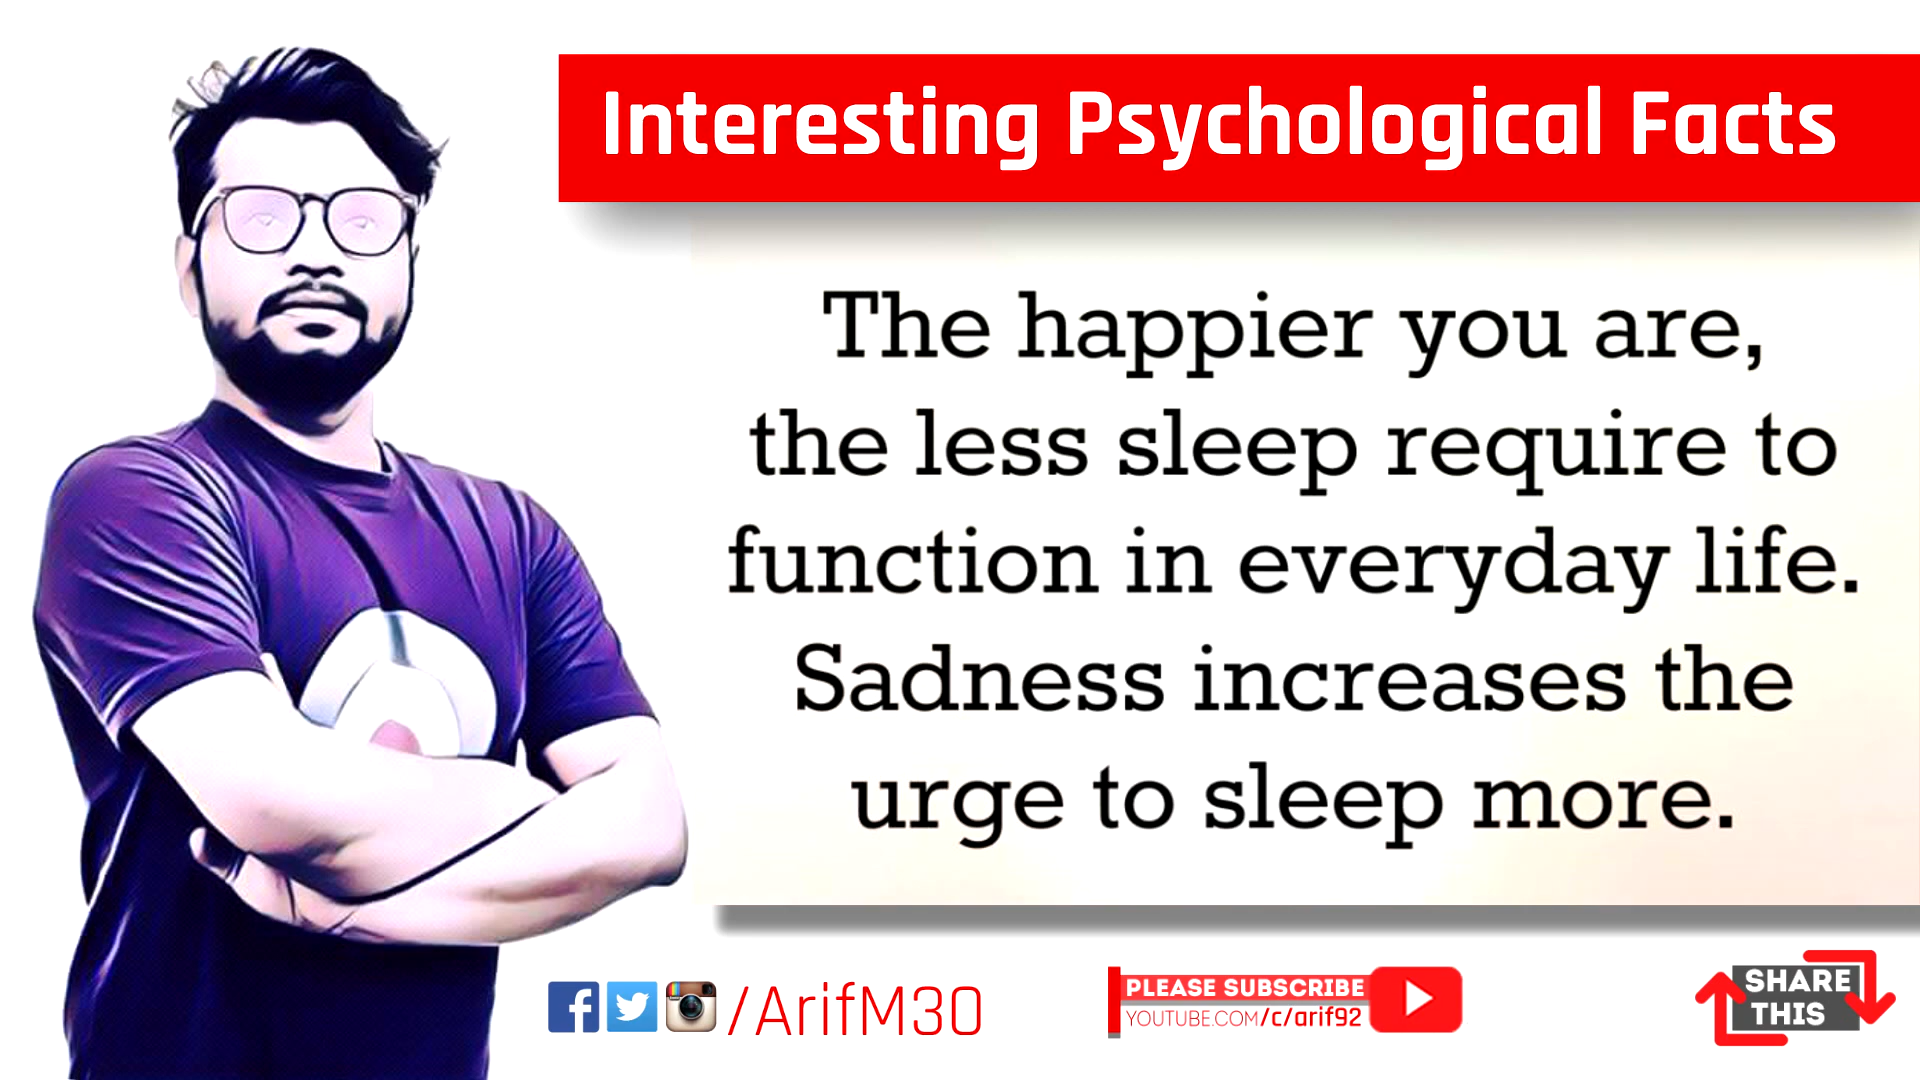 Interesting Psychological Facts
The happier you are,
the less sleep require to
function in everyday life.
Sadness increases the
urge to sleep more.
/ArifM30
PLEASE SUBSCRIBE
YOUTUBE.COM/c/arif92
SHARE
THIS